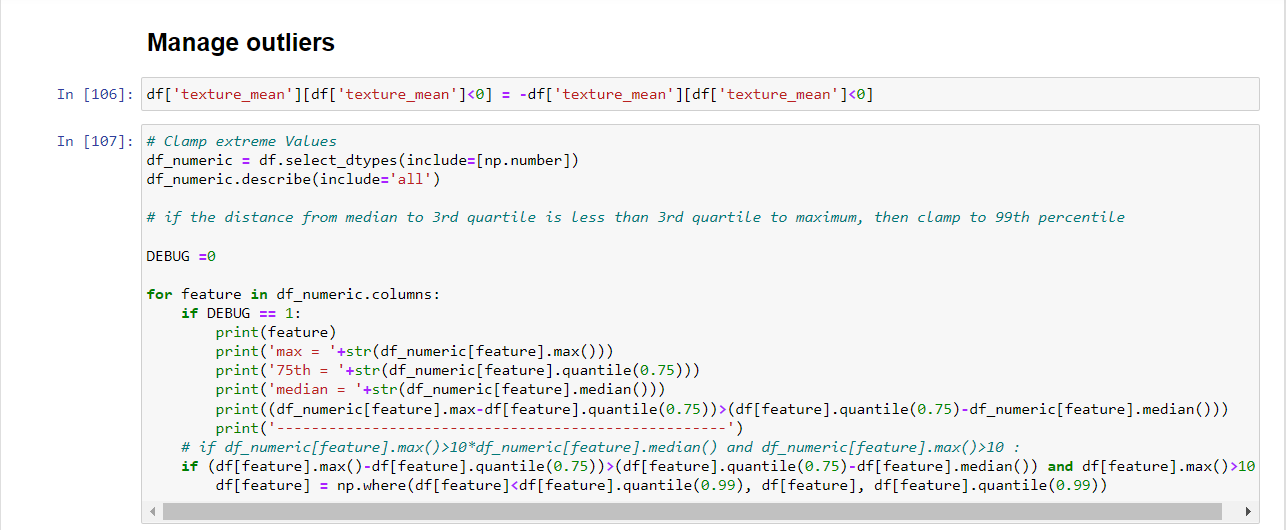 Manage outliers
In [106]: df['texture_mean'][df['texture_mean']<0] = -df['texture_mean'][df['texture_mean']<0]
In [107]: # Clamp extreme Values
df_numeric = df.select_dtypes(include=[np.number])
df_numeric.describe(include='all')
# if the distance from median to 3rd quartile is less than 3rd quartile to maximum, then clamp to 99th percentile
DEBUG =0
for feature in df_numeric.columns:
    if DEBUG == 1:
        print(feature)
        print('max = '+str(df_numeric[feature].max()))
        print('75th = '+str(df_numeric[feature].quantile(0.75)))
        print('median = '+str(df_numeric[feature].median()))
        print((df_numeric[feature].max-df[feature].quantile(0.75))>(df[feature].quantile(0.75)-df_numeric[feature].median()))
        print('----------------------------------------------------')
    # if df_numeric[feature].max()>10*df_numeric[feature].median() and df_numeric[feature].max()>10 :
    if (df[feature].max()-df[feature].quantile(0.75))>(df[feature].quantile(0.75)-df[feature].median()) and df[feature].max()>10
        df[feature] = np.where(df[feature]<df[feature].quantile(0.99), df[feature], df[feature].quantile(0.99))